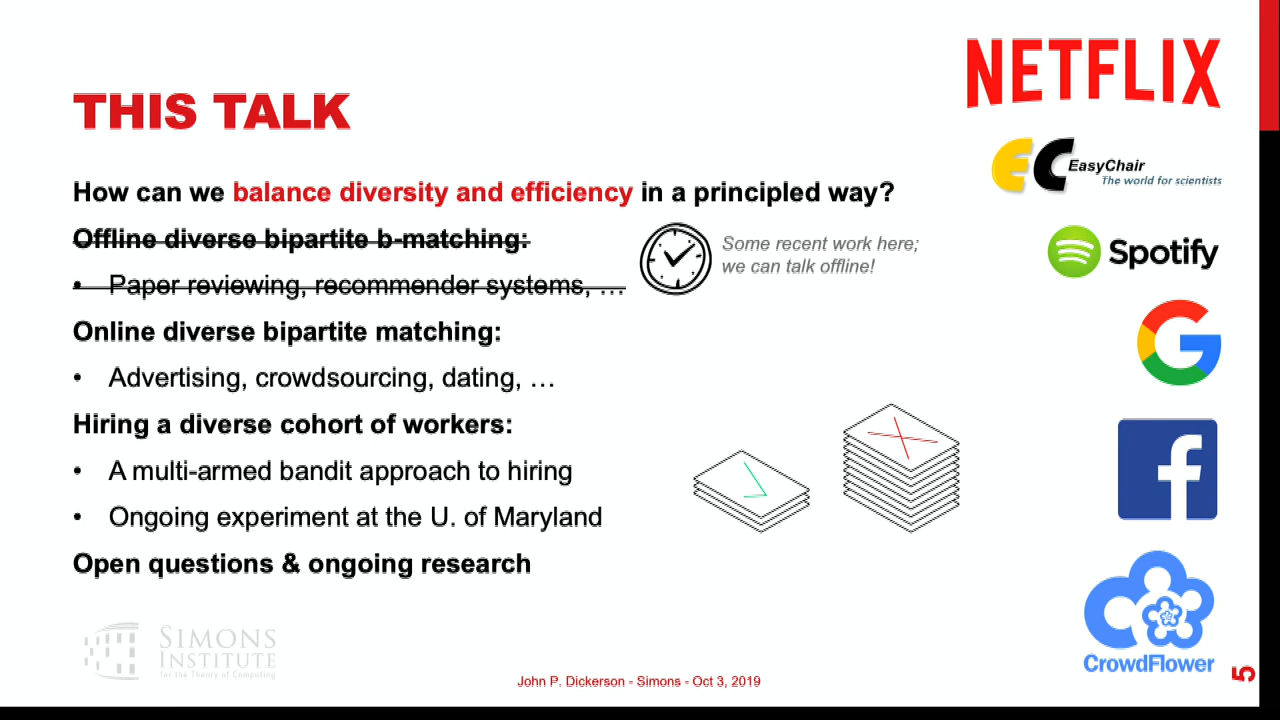 NETFLIX
THIS TALK
EC EasyChair
The world for scientists
How can we balance diversity and efficiency in a principled way?
Offline diverse bipartite b-matching:
Some recent work here;
we can talk offline!
Spotify
• Paper reviewing, recommender systems, …
Online diverse bipartite matching:
G
• Advertising, crowdsourcing, dating, …
Hiring a diverse cohort of workers:
• A multi-armed bandit approach to hiring
f
• Ongoing experiment at the U. of Maryland
Open questions & ongoing research
SIMONS
INSTITUTE
for the Theory of Computing
CrowdFlower
John P. Dickerson - Simons - Oct 3, 2019
5